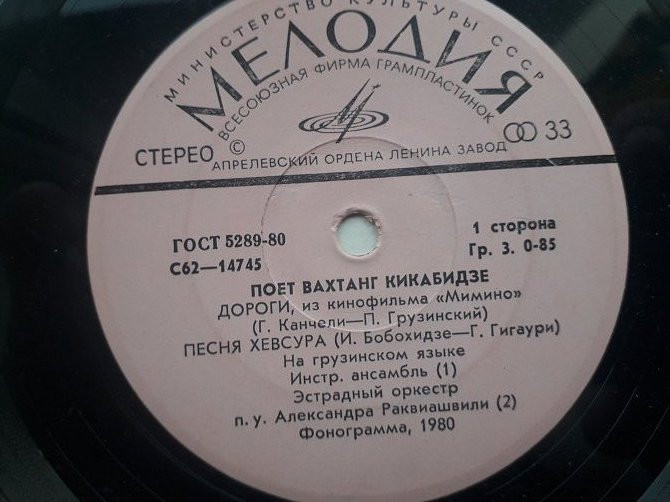 МИНИСТЕРСТВО КУЛЬТУРЫ СССР
МЕЛОДИЯ
ВСЕСОЮЗНАЯ ФИРМА ГРАМПЛАСТИНОК
СТЕРЕО © 33
АПРЕЛЕВСКИЙ ОРДЕНА ЛЕНИНА ЗАВОД
ГОСТ 5289-80 1 сторона
С62—14745 Гр. 3. 0-85
ПОЕТ ВАХТАНГ КИКАБИДЗЕ
ДОРОГИ, из кинофильма «Мимино»
(Г. Канчели—П. Грузинский)
ПЕСНЯ ХЕВСУРА (И. Бобохидзе—Г. Гигаури)
На грузинском языке
Инстр. ансамбль (1)
Эстрадный оркестр
п. у. Александра Раквиашвили (2)
Фонограмма, 1980